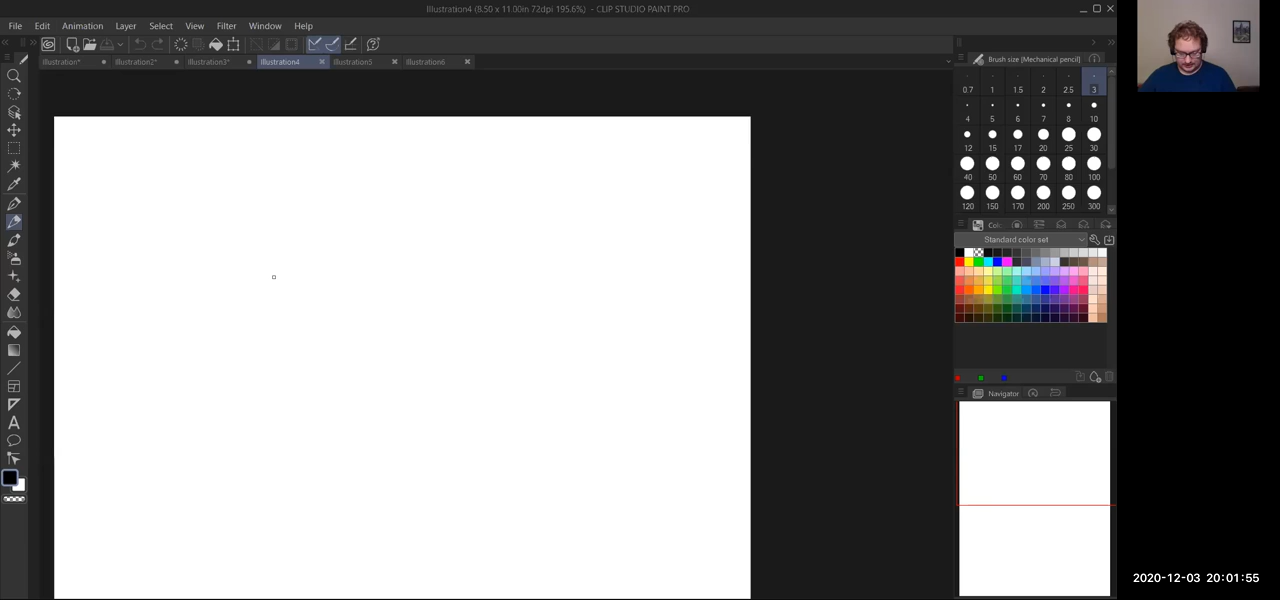 Illustration4 (8.50 x 11.00in 72dpi 195.6%) - CLIP STUDIO PAINT PRO
File Edit Animation Layer Select View Filter Window Help
Illustration* Illustration2* Illustration3* Illustration4 Illustration5 Illustration6
Brush size [Mechanical pencil]
0.7 1 1.5 2 2.5 3
4 5 6 7 8 10
12 15 17 20 25 30
40 50 60 70 80 100
120 150 170 200 250 300
Colc
Standard color set
Navigator
2020-12-03 20:01:55